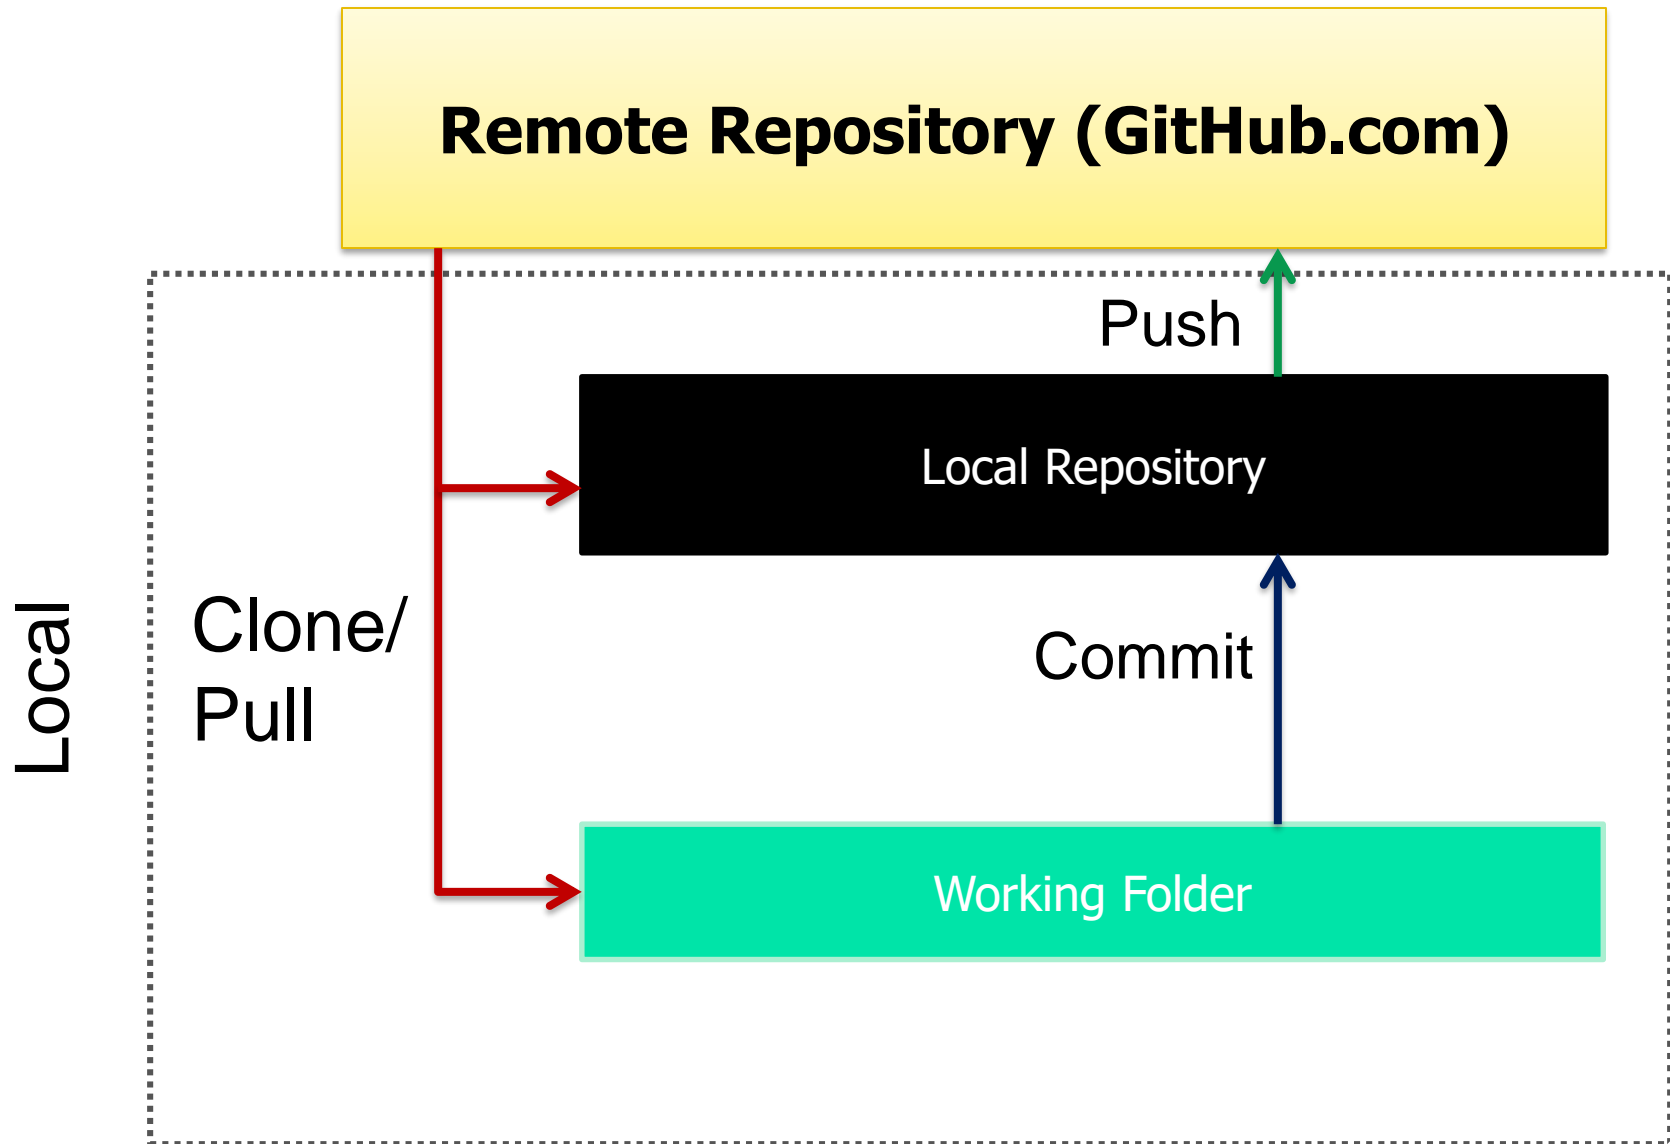 Remote Repository (GitHub.com)
Push
Local Repository
Clone/
Pull
Commit
Local
Working Folder